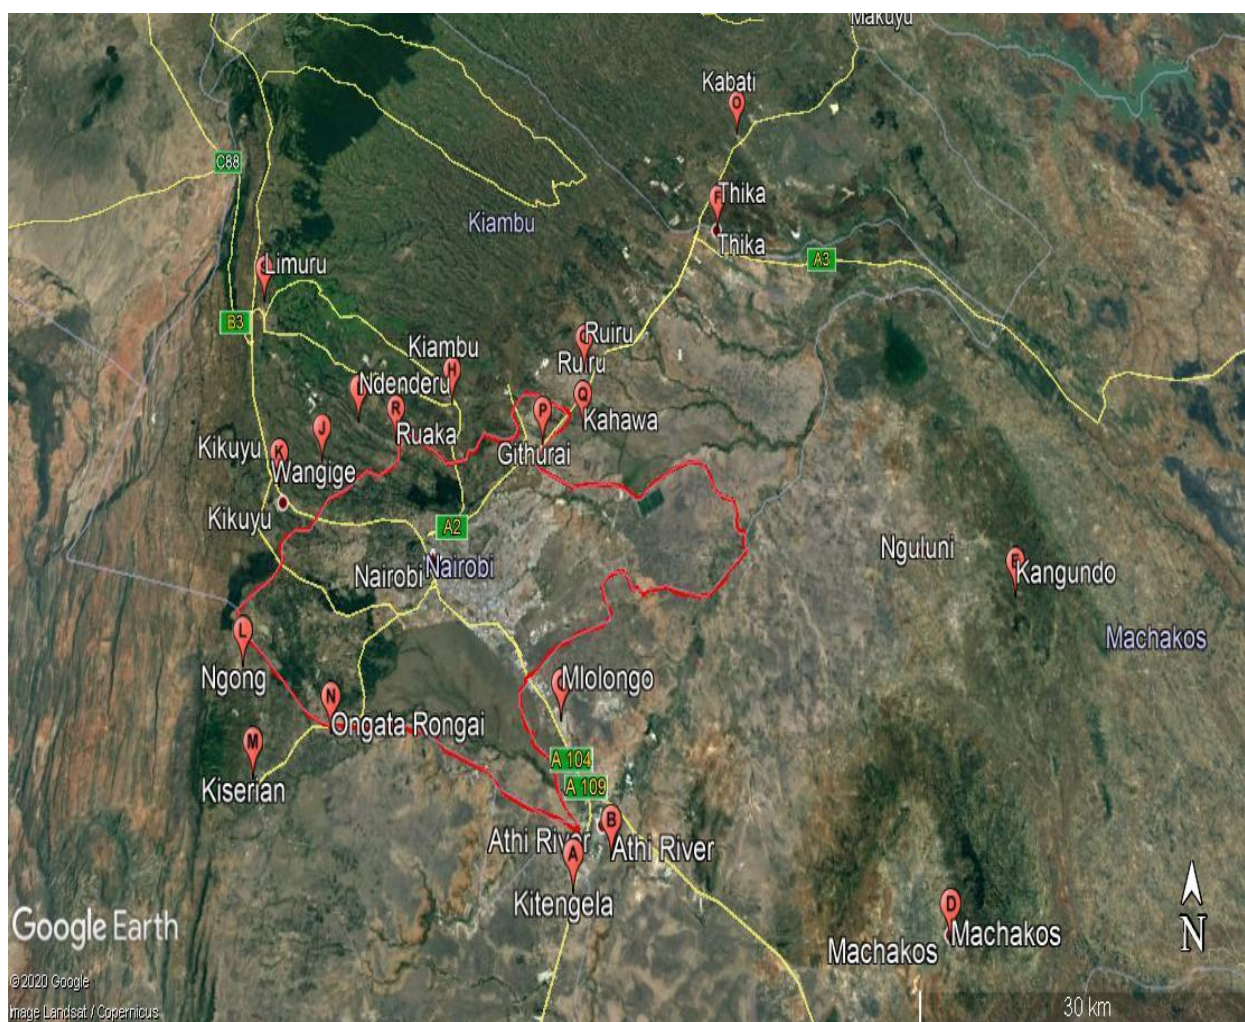 Makuyu
Kabati
O
C88
Thika
Kiambu
Thika
A3
Limuru
B3
Ruiru
Kiambu
Ruiru
H
Ndenderu
Q
R
P
Kahawa
Ruaka
J
Kikuyu
K
Githurai
Wangige
Kikuyu
A2
Nguluni
Nairobi
Nairobi
Kangundo
L
Machakos
Ngong
Mlolongo
N
Ongata Rongai
M
A 104
Kiserian
A 109
B
Athi River
Athi River
A
Kitengela
D
Google Earth
N
Machakos
Machakos
© 2020 Google
Image Landsat / Copernicus
30 km